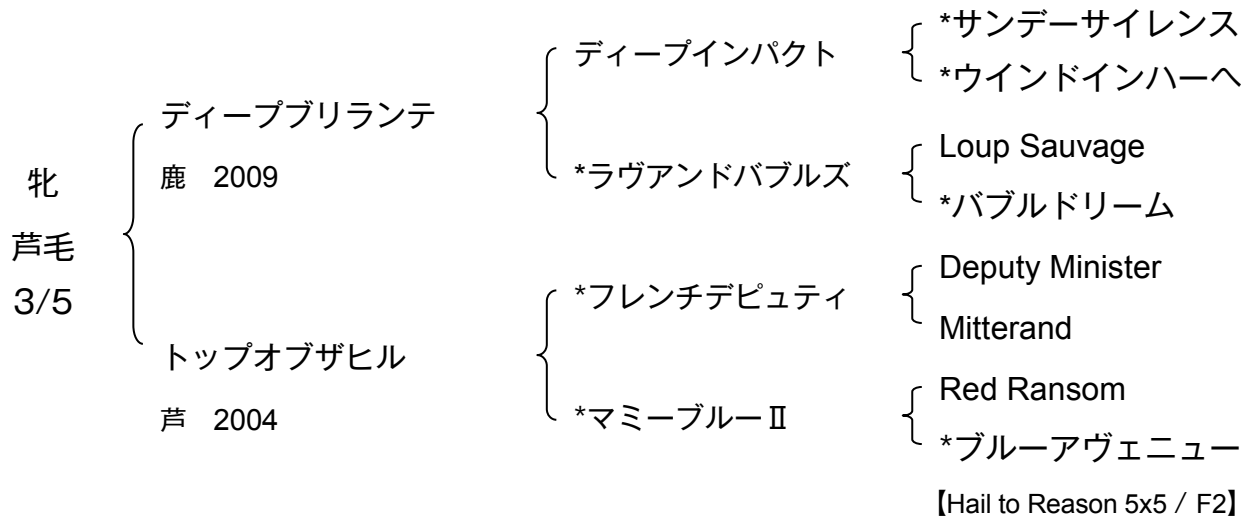 牝
芦毛
3/5
ディープブリランテ
鹿 2009
トップオブザヒル
芦 2004
ディープインパクト
*ラヴアンドバブルズ
*フレンチデピュティ
*マミーブルーⅡ
*サンデーサイレンス
*ウインドインハーヘ
Loup Sauvage
*バブルドリーム
Deputy Minister
Mitterand
Red Ransom
*ブルーアヴェニュー
【Hail to Reason 5x5 / F2】